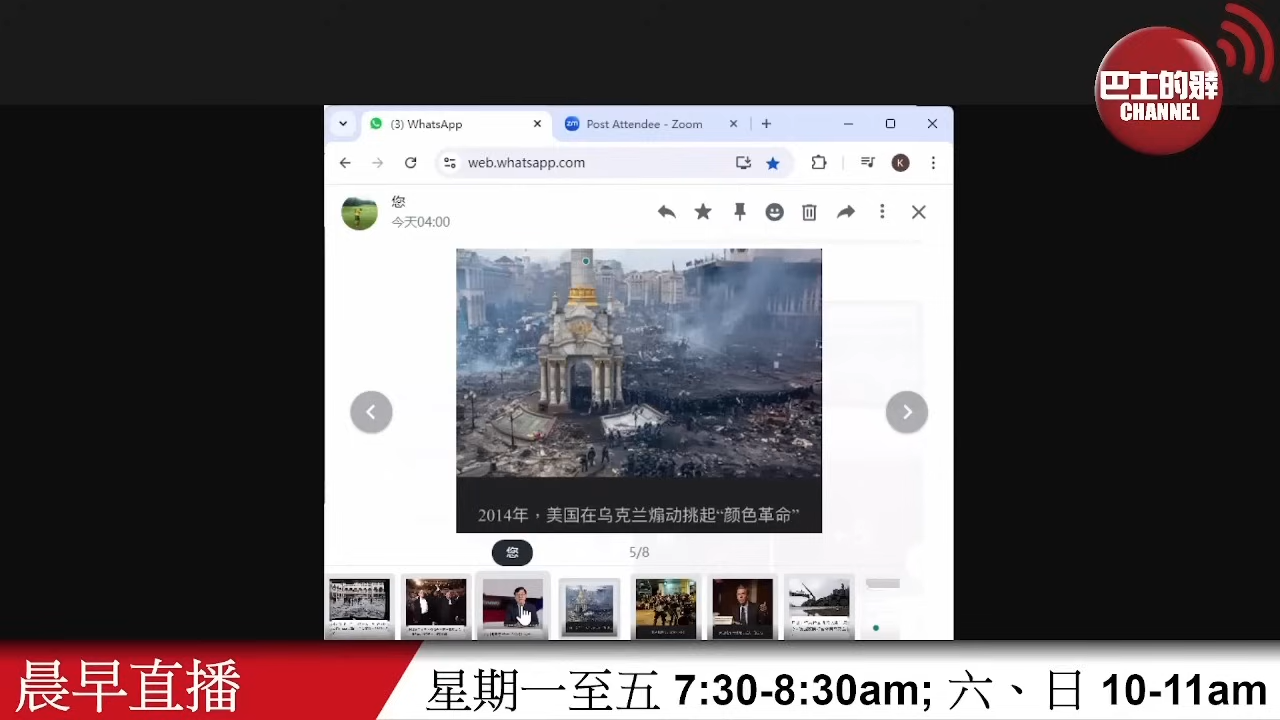 巴士的報
CHANNEL
(3) WhatsApp
Post Attendee - Zoom
web.whatsapp.com
K
您
今天04:00
2014年，美国在乌克兰煽动挑起“颜色革命”
您
5/8
晨早直播
星期一至五 7:30-8:30am; 六、日 10-11am